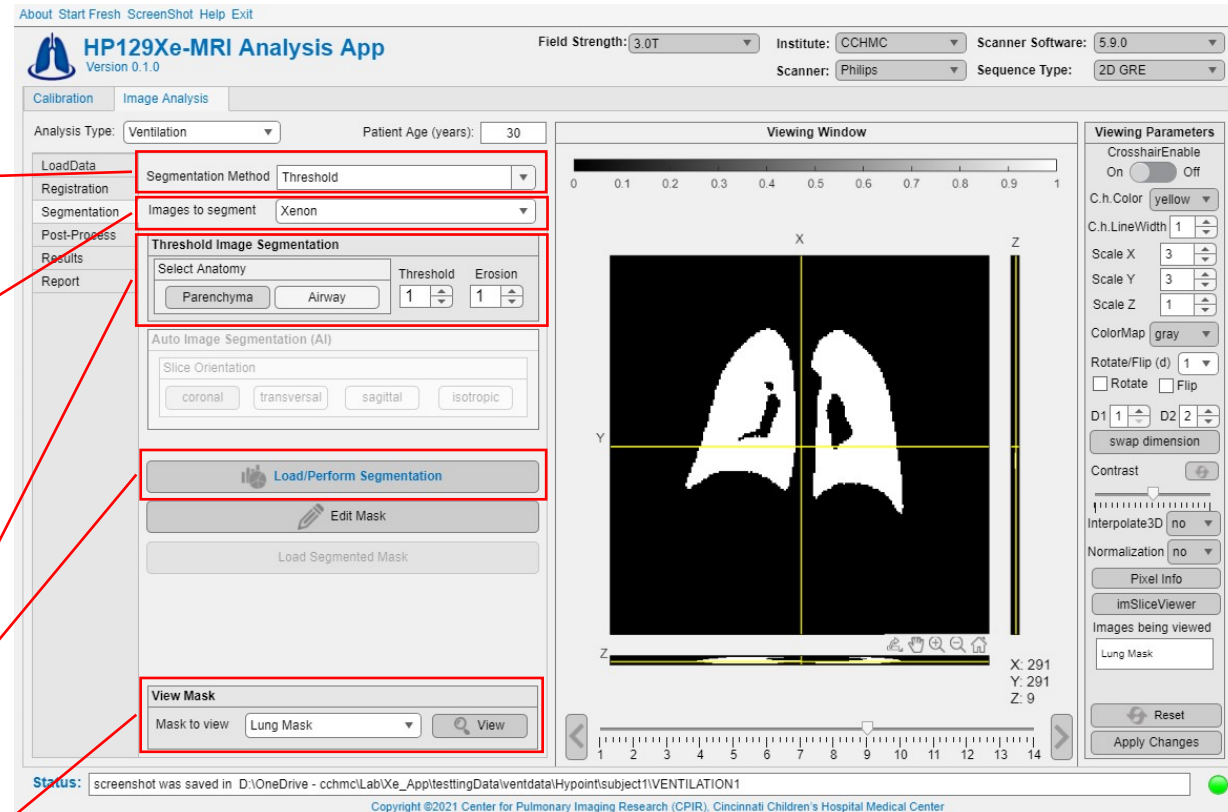 About Start Fresh ScreenShot Help Exit
HP129Xe-MRI Analysis App
Version 0.1.0
Field Strength: 3.0T
Institute: CCHMC
Scanner Software: 5.9.0
Scanner: Philips
Sequence Type: 2D GRE
Calibration Image Analysis
Analysis Type: Ventilation
Patient Age (years): 30
LoadData
Registration
Segmentation
Post-Process
Results
Report
Segmentation Method Threshold
Images to segment Xenon
Threshold Image Segmentation
Select Anatomy
Threshold Erosion
Parenchyma Airway 1 1
Auto Image Segmentation (AI)
Slice Orientation
coronal transversal sagittal isotropic
Load/Perform Segmentation
Edit Mask
Load Segmented Mask
View Mask
Mask to view Lung Mask View
Viewing Window
0 0.1 0.2 0.3 0.4 0.5 0.6 0.7 0.8 0.9 1
X
Z
Y
Z
X: 291
Y: 291
Z: 9
1 2 3 4 5 6 7 8 9 10 11 12 13 14
Viewing Parameters
CrosshairEnable
On Off
C.h.Color yellow
C.h.LineWidth 1
Scale X 3
Scale Y 3
Scale Z 1
ColorMap gray
Rotate/Flip (d) 1
Rotate Flip
D1 1 D2 2
swap dimension
Contrast
Interpolate3D no
Normalization no
Pixel Info
imSliceViewer
Images being viewed
Lung Mask
Reset
Apply Changes
Status: screenshot was saved in D:\OneDrive - cchmc\Lab\Xe_App\testtingData\ventdata\Hypoint\subject1\VENTILATION1
Copyright ©2021 Center for Pulmonary Imaging Research (CPIR), Cincinnati Children's Hospital Medical Center